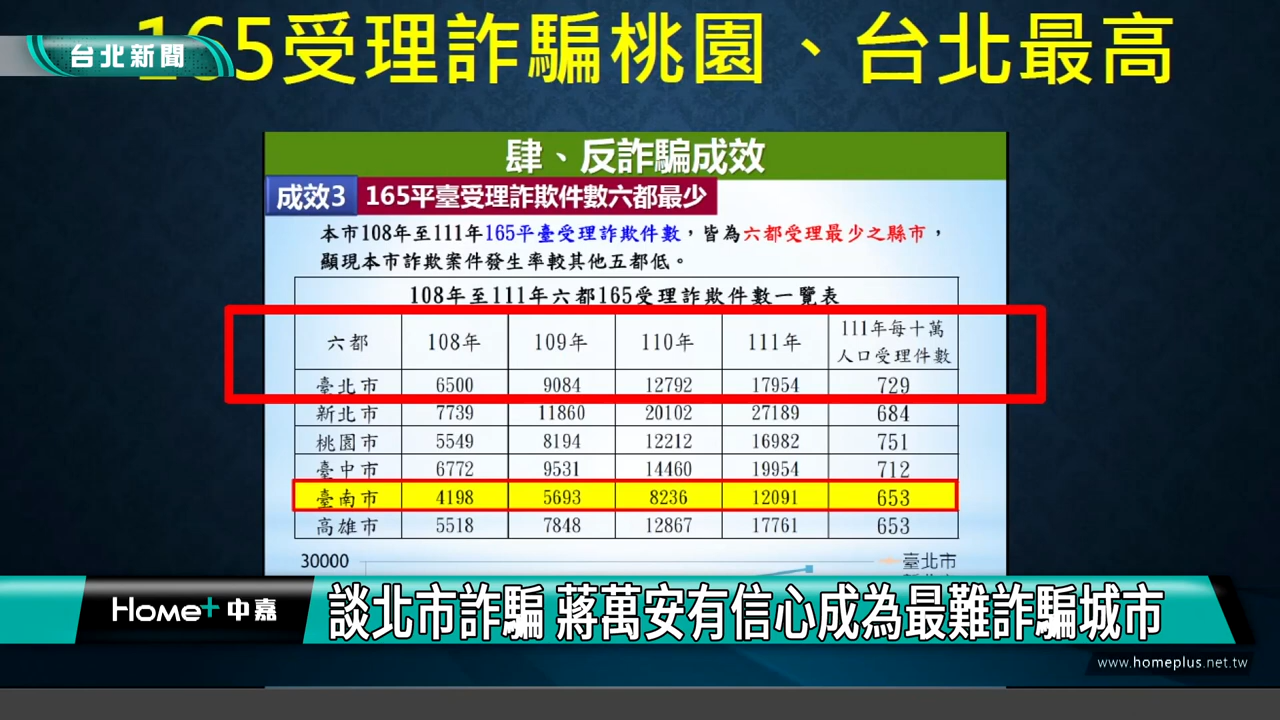 165受理詐騙桃園、台北最高
台北新聞
肆、反詐騙成效
成效3 165平臺受理詐欺件數六都最少
本市108年至111年165平臺受理詐欺件數，皆為六都受理最少之縣市，
顯現本市詐欺案件發生率較其他五都低。
108年至111年六都165受理詐欺件數一覽表
六都 108年 109年 110年 111年 111年每十萬人口受理件數
臺北市 6500 9084 12792 17954 729
新北市 7739 11860 20102 27189 684
桃園市 5549 8194 12212 16982 751
臺中市 6772 9531 14460 19954 712
臺南市 4198 5693 8236 12091 653
高雄市 5518 7848 12867 17761 653
30000 臺北市
Home+中嘉 談北市詐騙 蔣萬安有信心成為最難詐騙城市
www.homeplus.net.tw